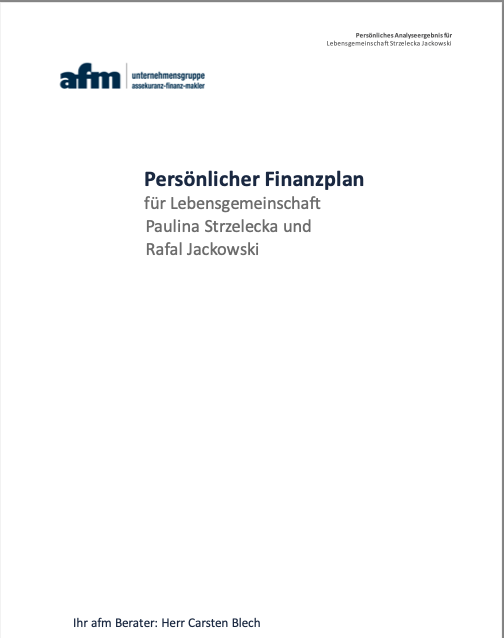 Persönliches Analyseergebnis für
Lebensgemeinschaft Strzelecka Jackowski
afm
unternehmensgruppe
assekuranz-finanz-makler
Persönlicher Finanzplan
für Lebensgemeinschaft
Paulina Strzelecka und
Rafal Jackowski
Ihr afm Berater: Herr Carsten Blech